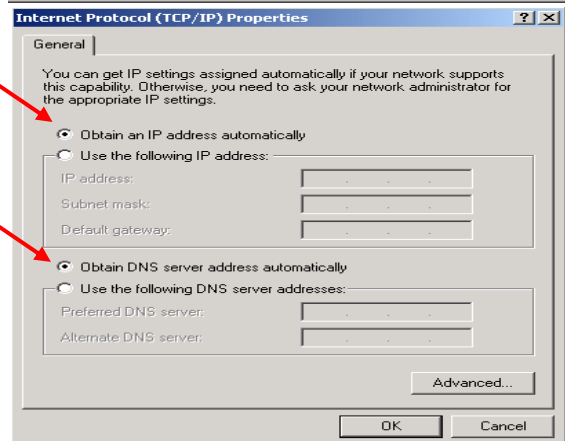 Internet Protocol (TCP/IP) Properties
General
You can get IP settings assigned automatically if your network supports
this capability. Otherwise, you need to ask your network administrator for
the appropriate IP settings.
Obtain an IP address automatically
Use the following IP address:
IP address:
Subnet mask:
Default gateway:
Obtain DNS server address automatically
Use the following DNS server addresses:
Preferred DNS server:
Alternate DNS server:
Advanced...
OK
Cancel